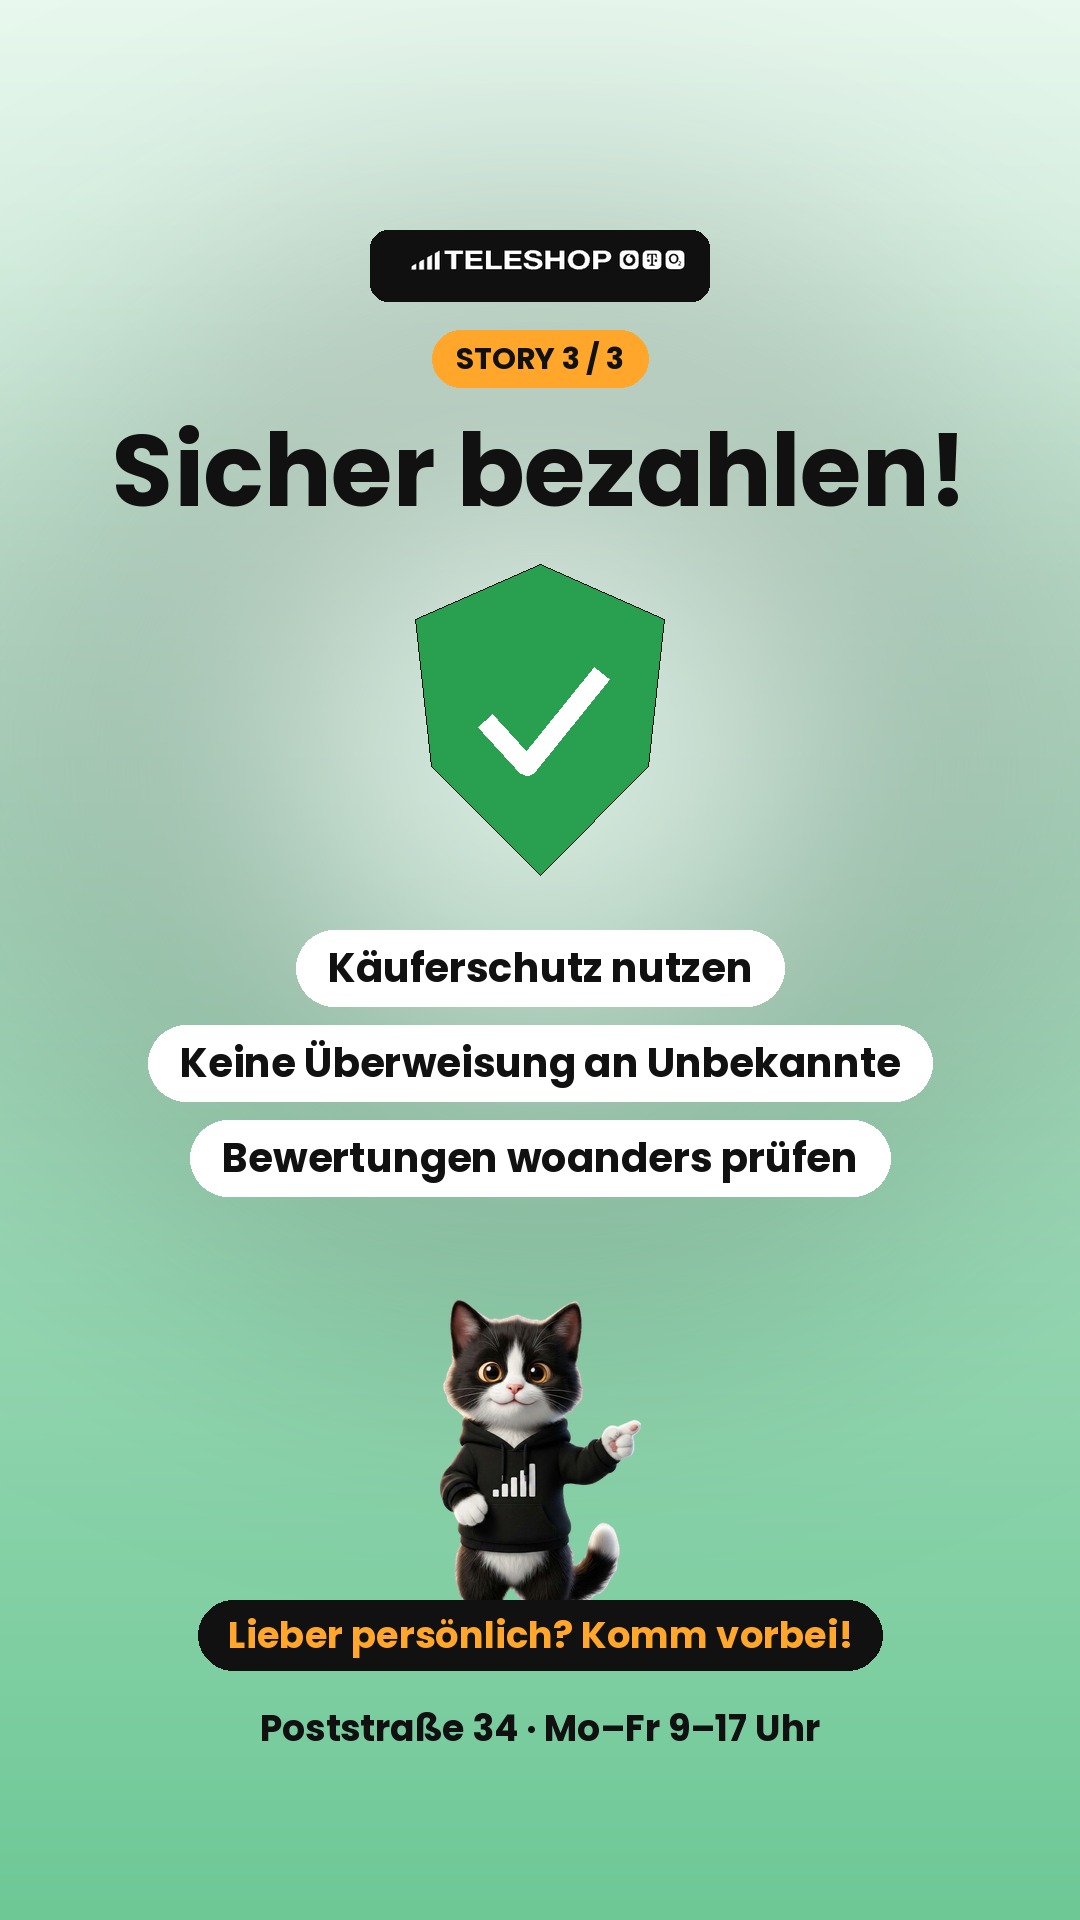 TELESHOP
STORY 3 / 3
Sicher bezahlen!
Käuferschutz nutzen
Keine Überweisung an Unbekannte
Bewertungen woanders prüfen
Lieber persönlich? Komm vorbei!
Poststraße 34 · Mo–Fr 9–17 Uhr